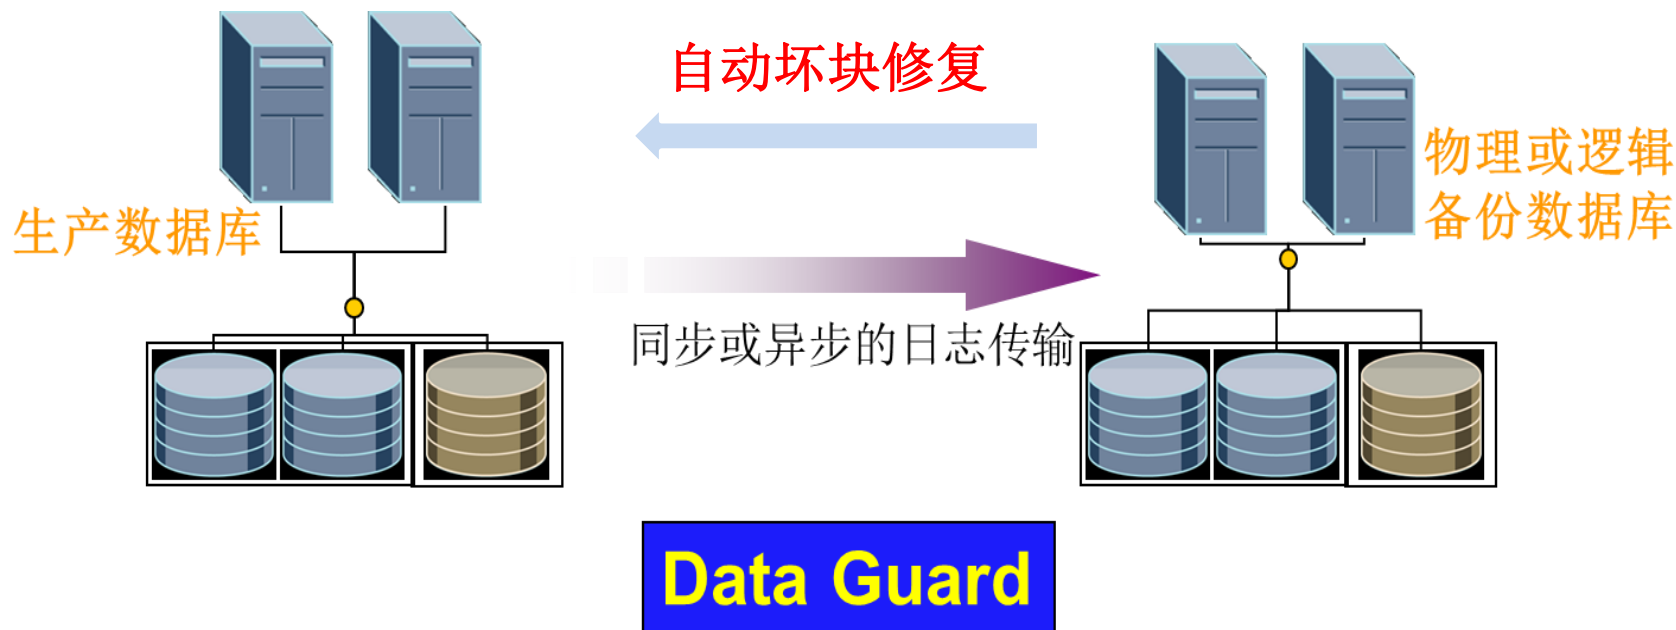 自动坏块修复
物理或逻辑
备份数据库
生产数据库
同步或异步的日志传输
Data Guard